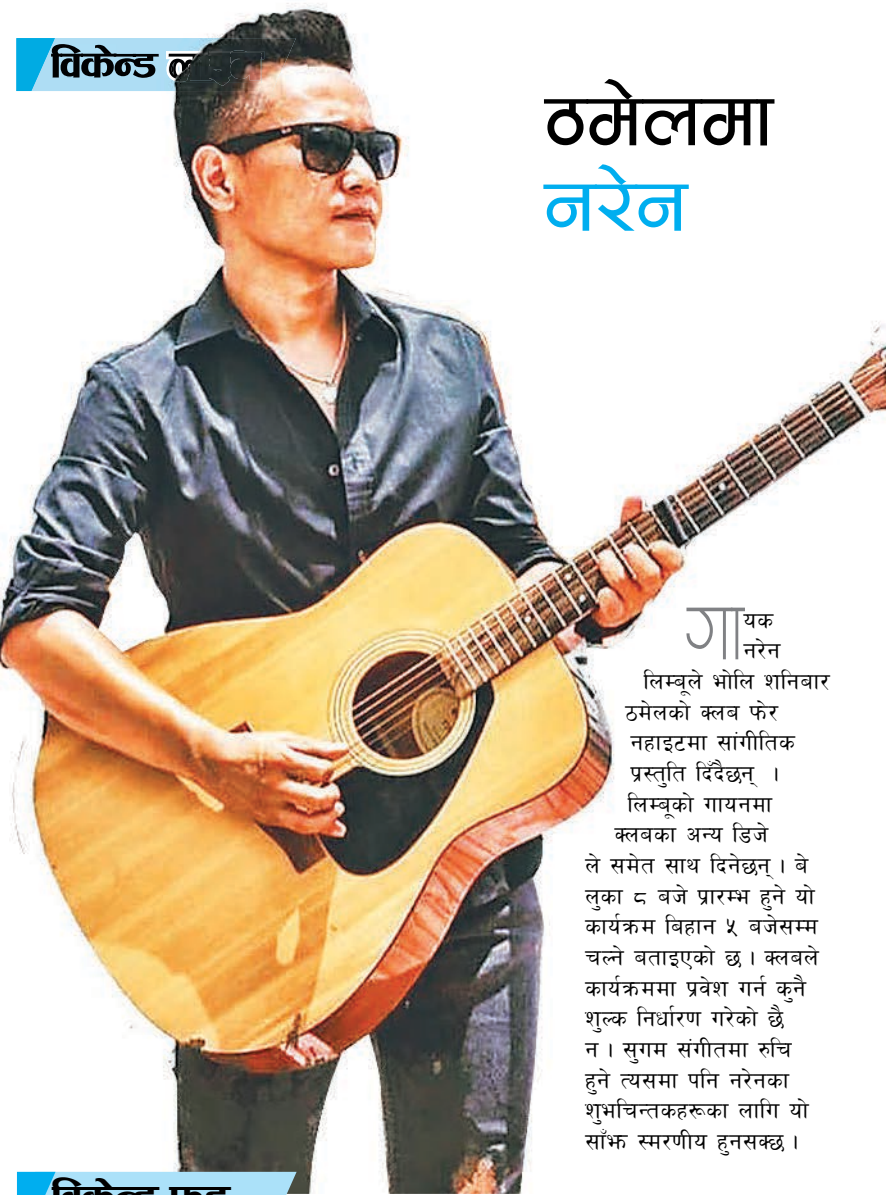 विकेन्ड
ठमेलमा
नरेन
गायक
नरेन
लिम्बूले भोलि शनिबार
ठमेलको क्लब फेर
नहाइटमा सांगीतिक
प्रस्तुति दिँदैछन् ।
लिम्बूको गायनमा
क्लबका अन्य डिजे
ले समेत साथ दिनेछन् । बे
लुका ८ बजे प्रारम्भ हुने यो
कार्यक्रम बिहान ५ बजेसम्म
चल्ने बताइएको छ । क्लबले
कार्यक्रममा प्रवेश गर्न कुनै
शुल्क निर्धारण गरेको छै
न । सुगम संगीतमा रुचि
हुने त्यसमा पनि नरेनका
शुभचिन्तकहरूका लागि यो
साँझ स्मरणीय हुनसक्छ ।